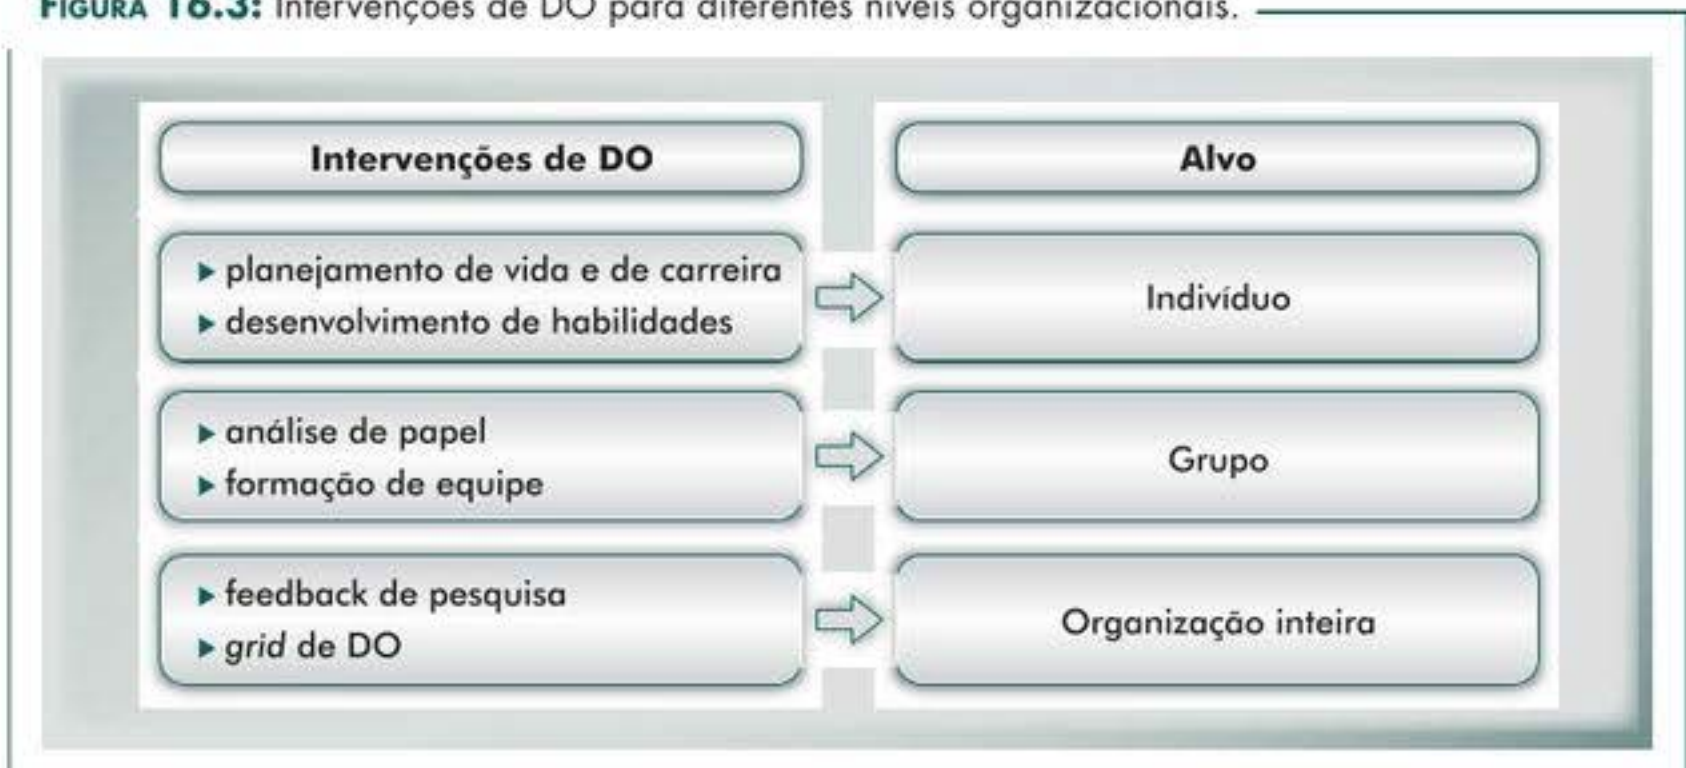 FIGURA 16.3: Intervenções de DO para diferentes níveis organizacionais.
Intervenções de DO
Alvo
▶ planejamento de vida e de carreira
▶ desenvolvimento de habilidades
Indivíduo
▶ análise de papel
▶ formação de equipe
Grupo
▶ feedback de pesquisa
▶ grid de DO
Organização inteira